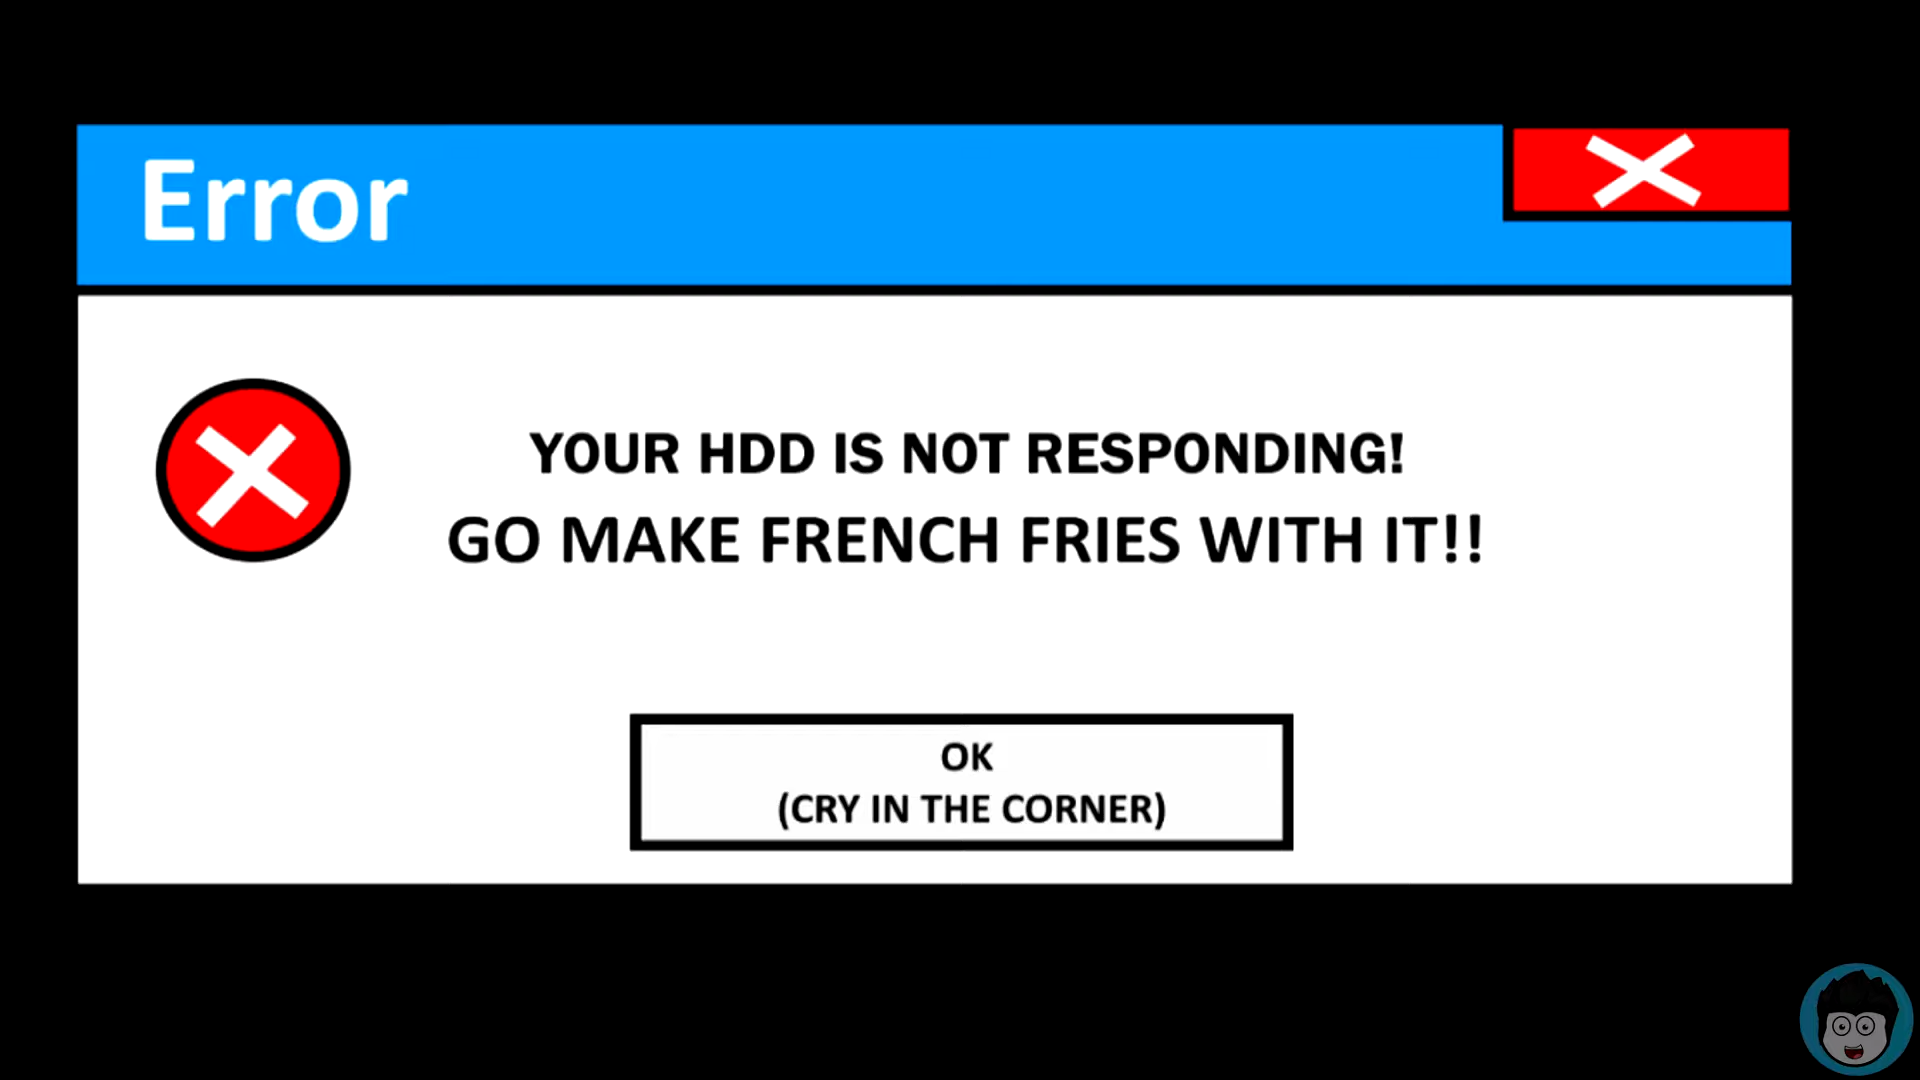 Error
YOUR HDD IS NOT RESPONDING!
GO MAKE FRENCH FRIES WITH IT!!
OK
(CRY IN THE CORNER)